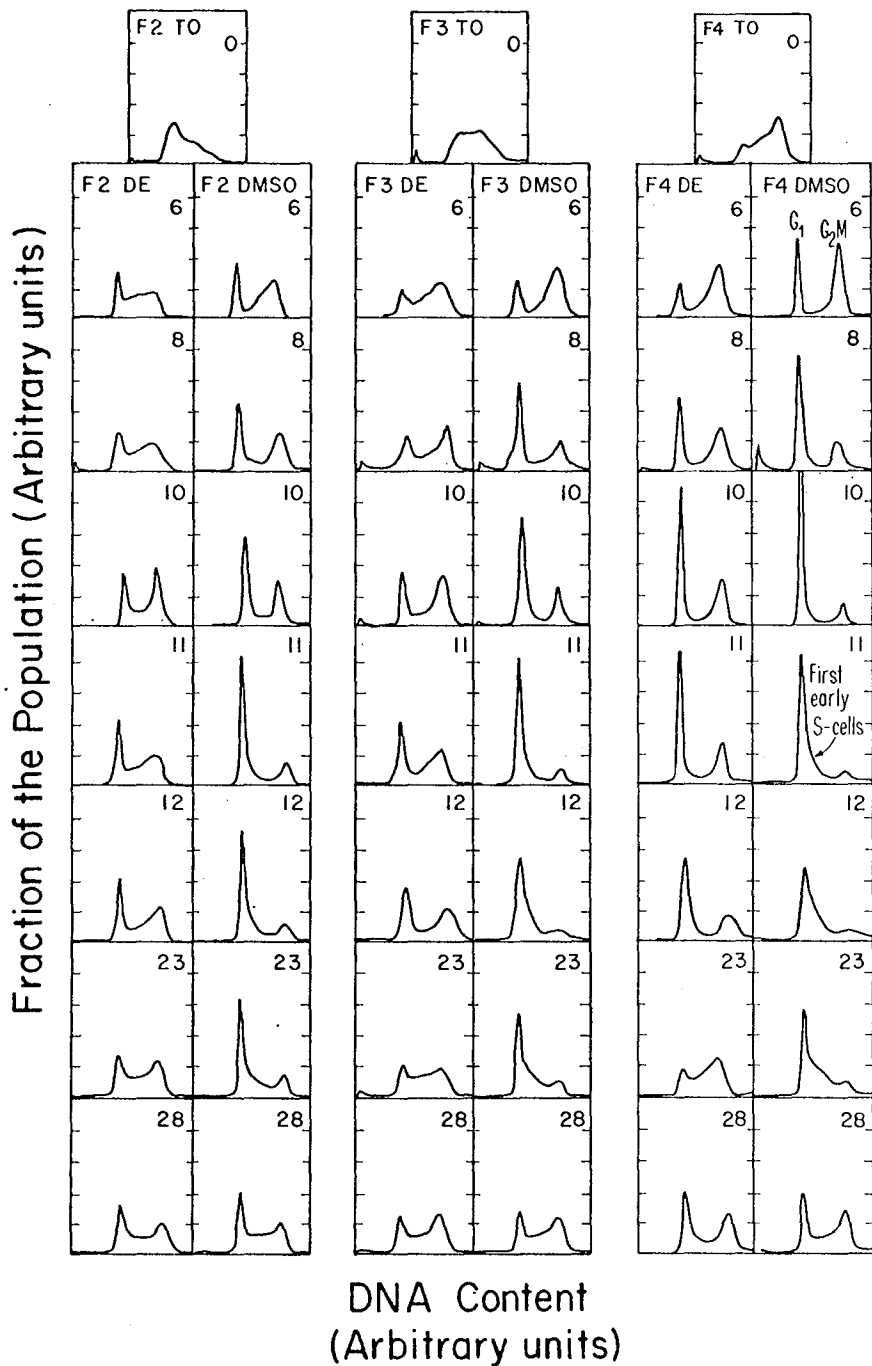 F2 TO
0
F3 TO
0
F4 TO
0
F2 DE
6
F2 DMSO
6
F3 DE
6
F3 DMSO
6
F4 DE
6
F4 DMSO
6
G1
G2M
8
8
8
8
8
8
10
10
10
10
10
10
11
11
11
11
11
11
First
early
S-cells
12
12
12
12
12
12
23
23
23
23
23
23
28
28
28
28
28
28
Fraction of the Population (Arbitrary units)
DNA Content
(Arbitrary units)